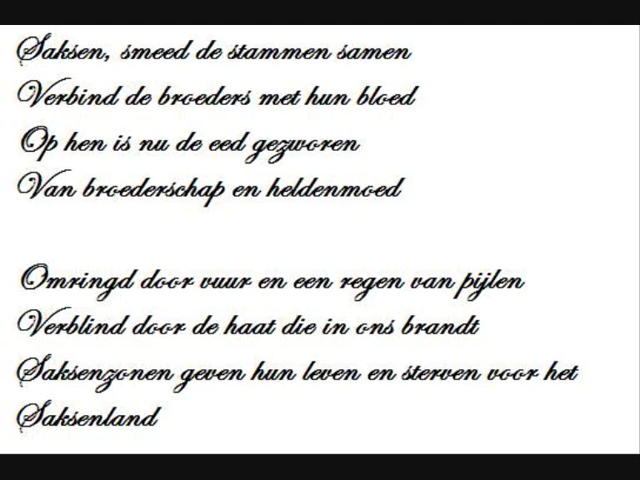 Saksen, smeed de stammen samen
Verbind de broeders met hun bloed
Op hen is nu de eed gezworen
Van broederschap en heldenmoed
Omringd door vuur en een regen van pijlen
Verblind door de haat die in ons brandt
Saksenzonen geven hun leven en sterven voor het
Saksenland